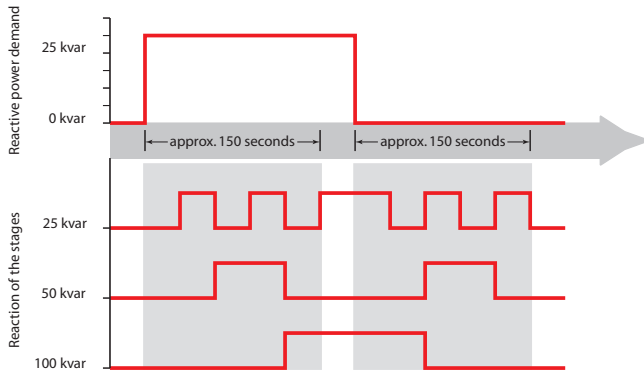 Reactive power demand
25 kvar
0 kvar
approx. 150 seconds
approx. 150 seconds
Reaction of the stages
25 kvar
50 kvar
100 kvar